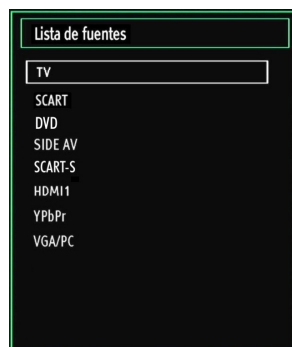 Lista de fuentes
TV
SCART
DVD
SIDE AV
SCART-S
HDMI1
YPbPr
VGA/PC